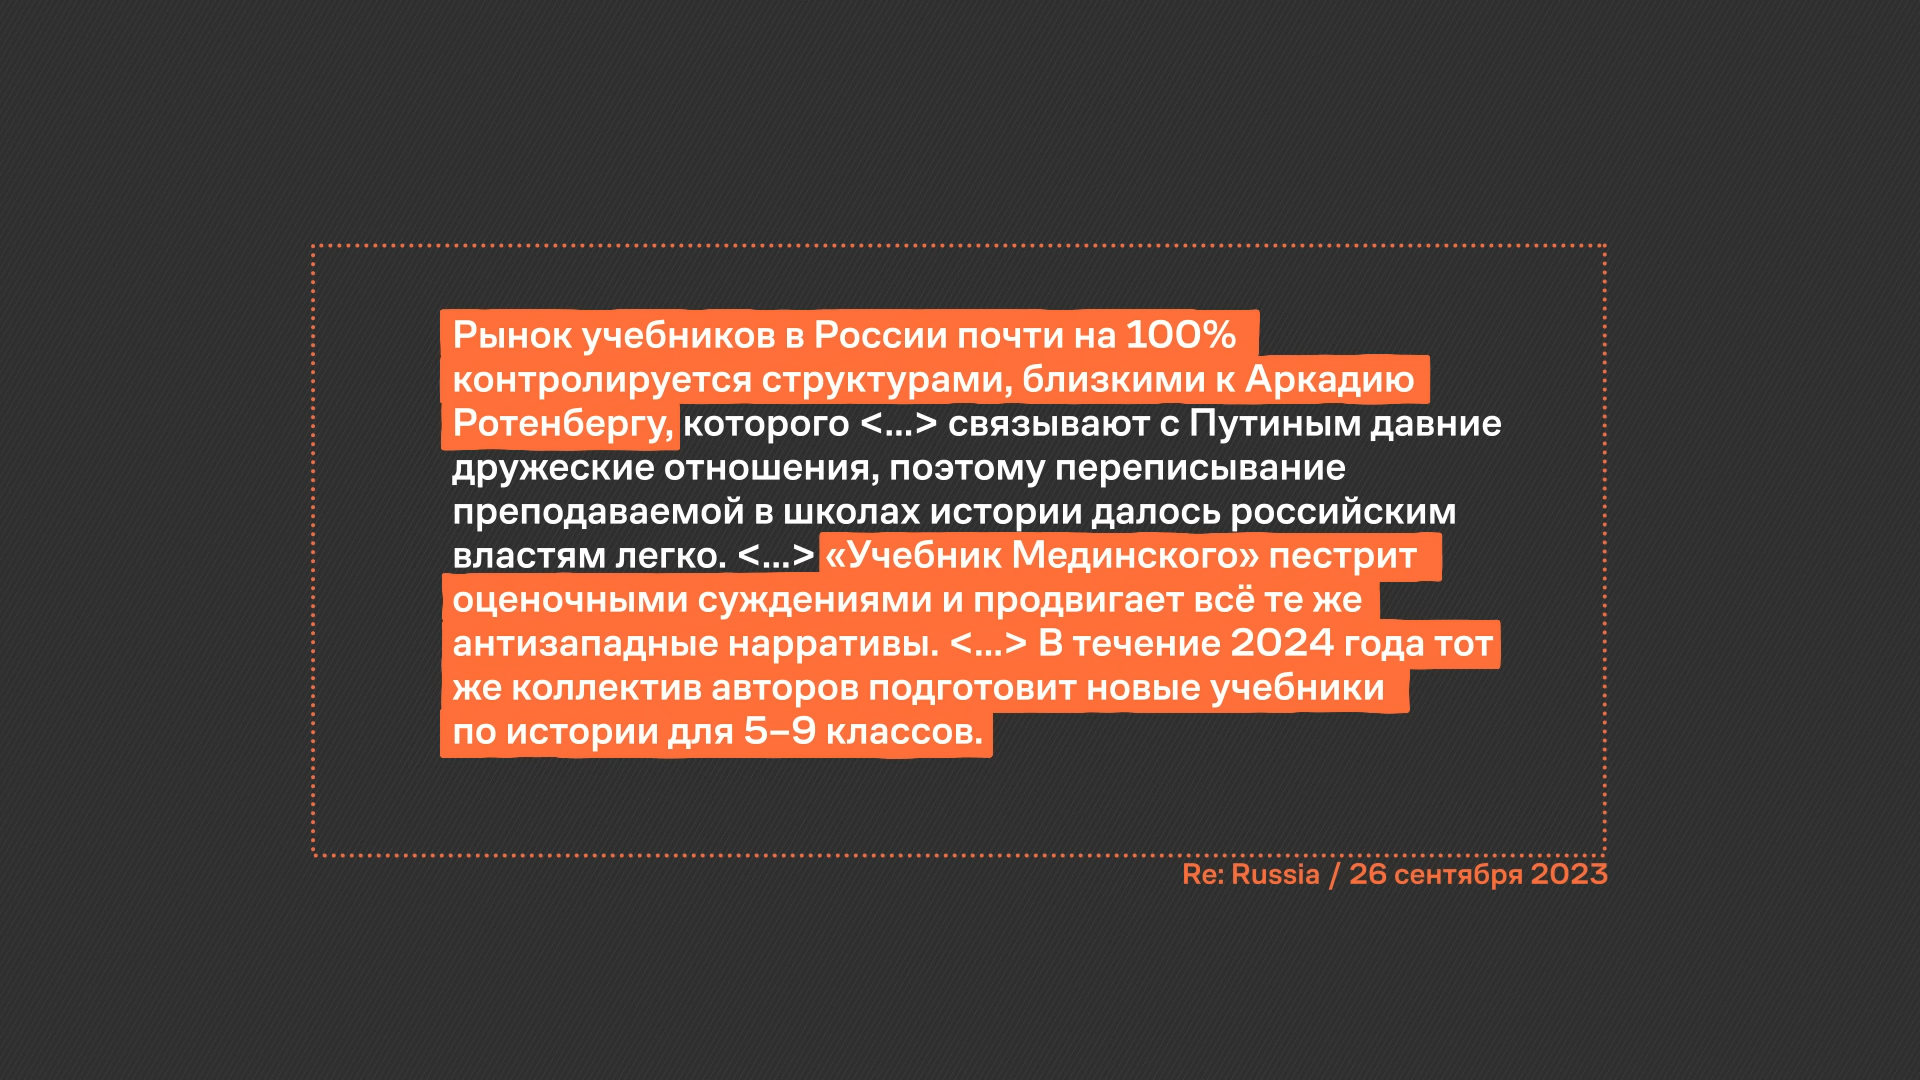 Рынок учебников в России почти на 100%
контролируется структурами, близкими к Аркадию
Ротенбергу, которого <...> связывают с Путиным давние
дружеские отношения, поэтому переписывание
преподаваемой в школах истории далось российским
властям легко. <...> «Учебник Мединского» пестрит
оценочными суждениями и продвигает всё те же
антизападные нарративы. <...> В течение 2024 года тот
же коллектив авторов подготовит новые учебники
по истории для 5–9 классов.
Re: Russia / 26 сентября 2023